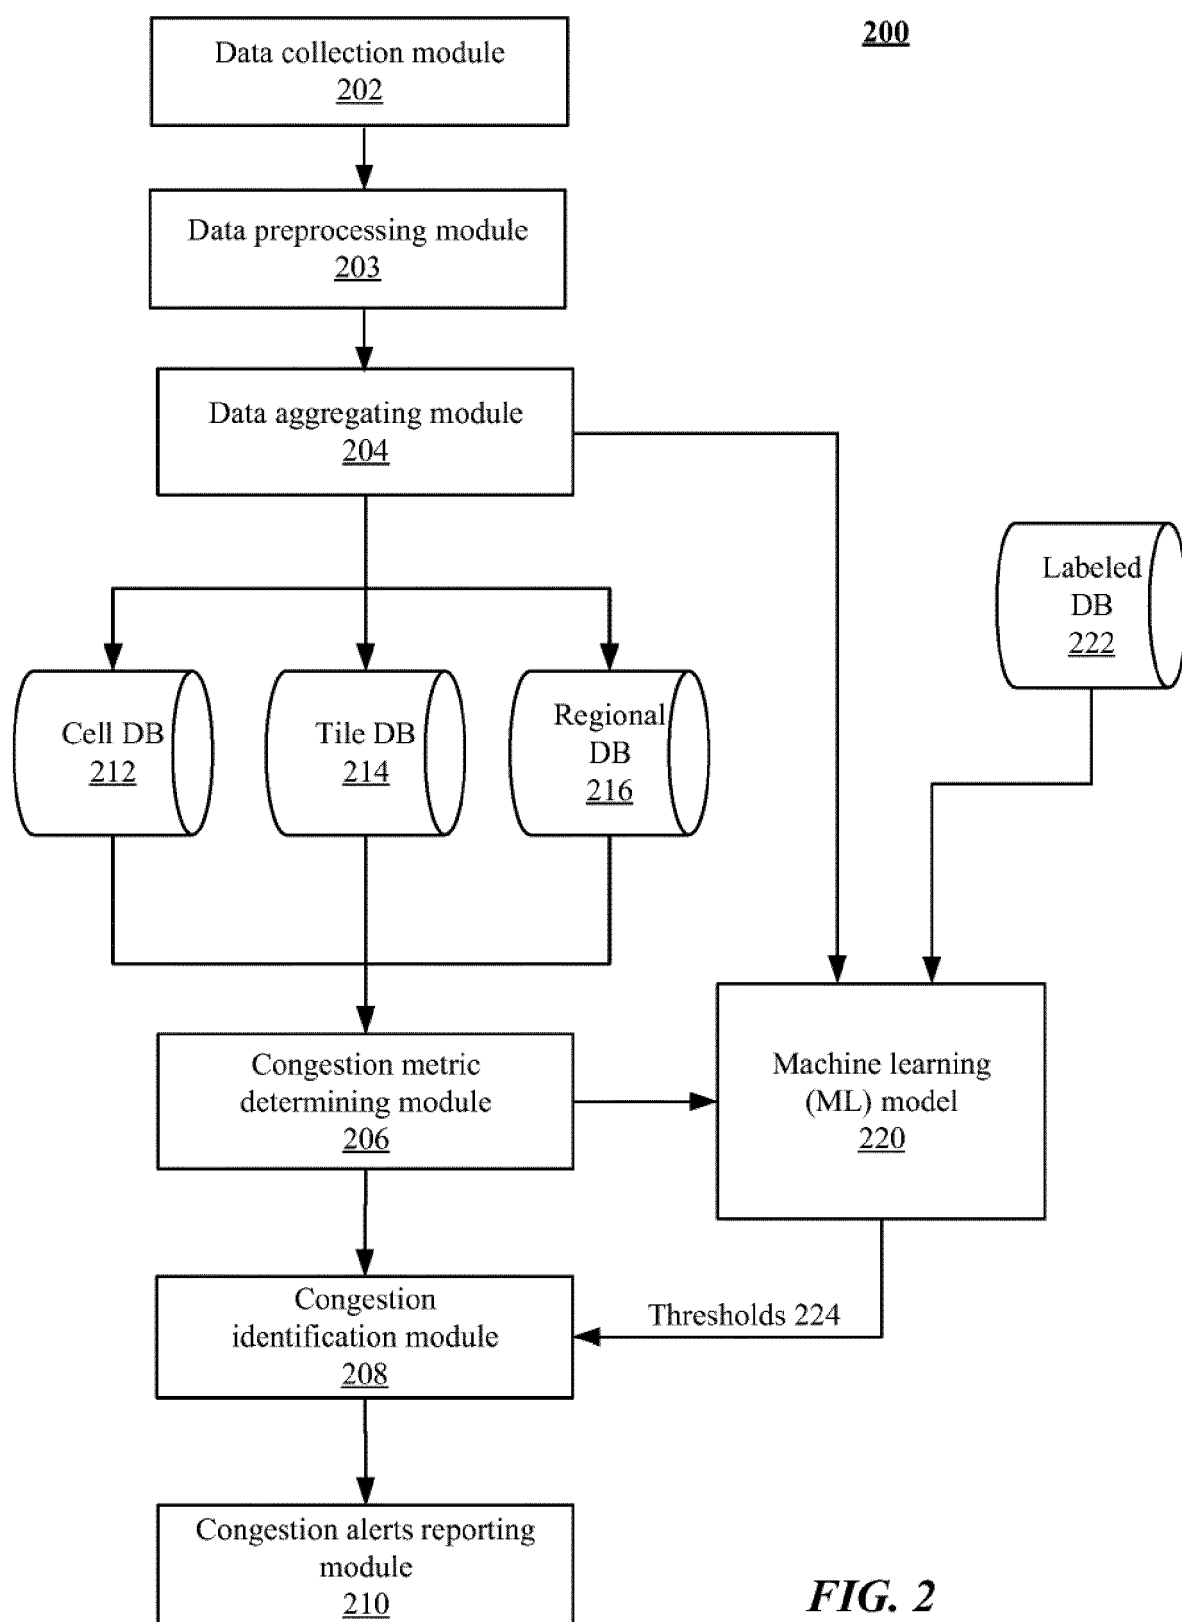 200
Data collection module
202
Data preprocessing module
203
Data aggregating module
204
Labeled
DB
222
Cell DB
212
Tile DB
214
Regional
DB
216
Congestion metric
determining module
206
Machine learning
(ML) model
220
Congestion
identification module
208
Thresholds 224
Congestion alerts reporting
module
210
FIG. 2